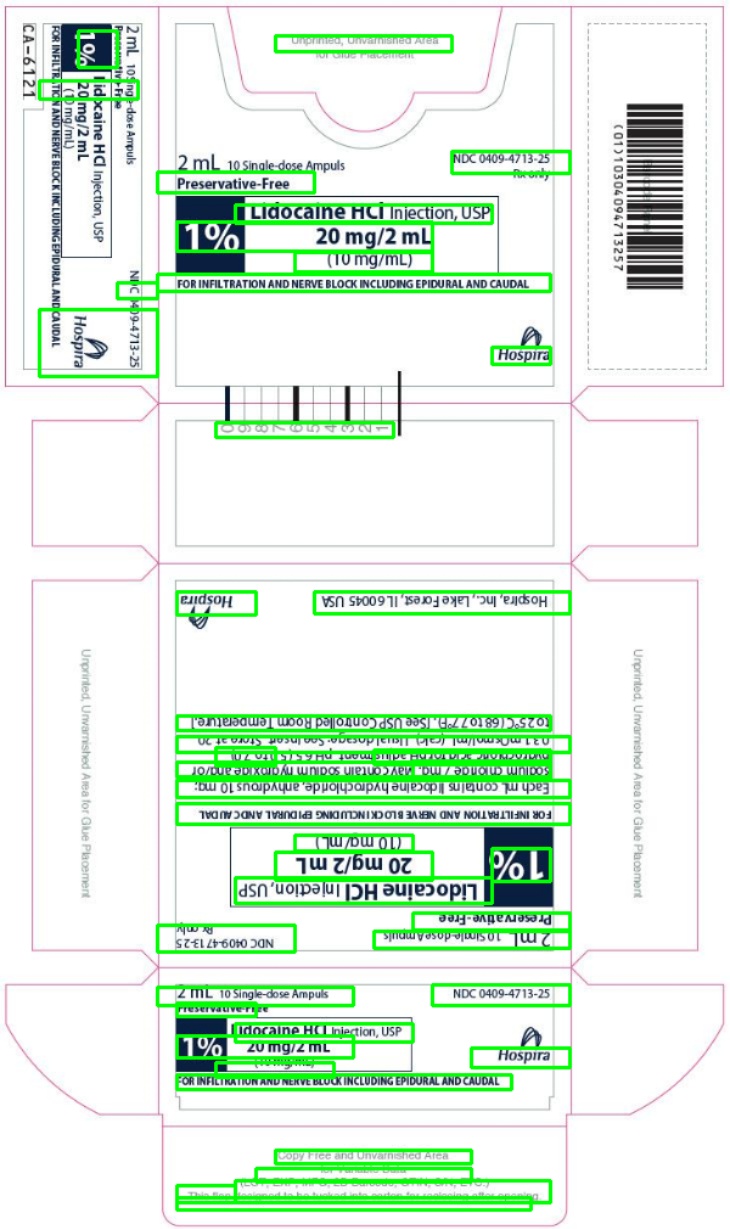 Unprinted, Unvarnished Area
for Glue Placement
2 mL 10 Single-dose Ampuls
NDC 0409-4713-25
Preservative-Free
Rx only
1%
Lidocaine HCl Injection, USP
20 mg/2 mL
(10 mg/mL)
FOR INFILTRATION AND NERVE BLOCK INCLUDING EPIDURAL AND CAUDAL
Hospira
2 mL 10 Single-dose Ampuls
Preservative-Free
1%
Lidocaine HCl Injection, USP
20 mg/2 mL
(10 mg/mL)
FOR INFILTRATION AND NERVE BLOCK INCLUDING EPIDURAL AND CAUDAL
CA-6121
NDC 0409-4713-25
Hospira
(01)10304094713257
0 9 8 7 6 5 4 3 2 1
Unprinted, Unvarnished Area for Glue Placement
2 mL 10 Single-dose Ampuls
NDC 0409-4713-25
Preservative-Free
Rx only
1%
Lidocaine HCl Injection, USP
20 mg/2 mL
(10 mg/mL)
FOR INFILTRATION AND NERVE BLOCK INCLUDING EPIDURAL AND CAUDAL
Each mL contains lidocaine hydrochloride, anhydrous 10 mg;
sodium chloride 7 mg. May contain sodium hydroxide and/or
hydrochloric acid for pH adjustment. pH 6.5 (5.0 to 7.0)
0.31 mOsmol/mL (calc). Usual dosage: See insert. Store at 20
to 25°C (68 to 77°F). [See USP Controlled Room Temperature.]
Hospira, Inc., Lake Forest, IL 60045 USA
Hospira
Unprinted, Unvarnished Area for Glue Placement
2 mL 10 Single-dose Ampuls
NDC 0409-4713-25
Preservative-Free
1%
Lidocaine HCl Injection, USP
20 mg/2 mL
(10 mg/mL)
Hospira
FOR INFILTRATION AND NERVE BLOCK INCLUDING EPIDURAL AND CAUDAL
Copy Free and Unvarnished Area
for Variable Data
(LOT, EXP, MFG, 2D Barcode, GTIN, S/N, ETC.)
This flap designed to be tucked into carton for reclosing after opening